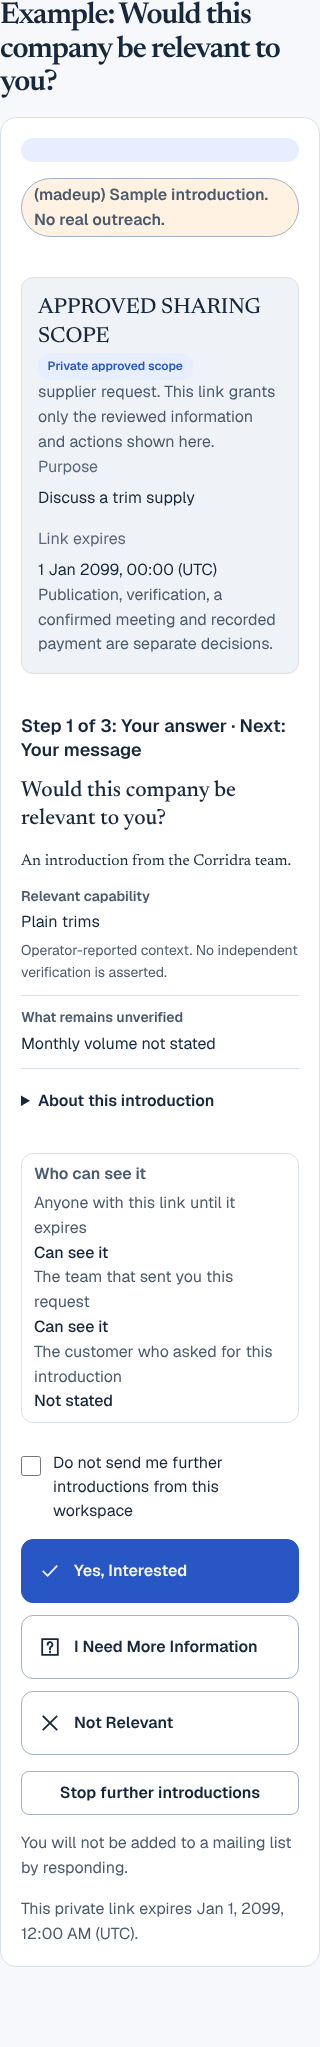 Example: Would this
company be relevant to
you?
(madeup) Sample introduction.
No real outreach.
APPROVED SHARING
SCOPE
Private approved scope
supplier request. This link grants
only the reviewed information
and actions shown here.
Purpose
Discuss a trim supply
Link expires
1 Jan 2099, 00:00 (UTC)
Publication, verification, a
confirmed meeting and recorded
payment are separate decisions.
Step 1 of 3: Your answer · Next:
Your message
Would this company be
relevant to you?
An introduction from the Corridra team.
Relevant capability
Plain trims
Operator-reported context. No independent
verification is asserted.
What remains unverified
Monthly volume not stated
About this introduction
Who can see it
Anyone with this link until it
expires
Can see it
The team that sent you this
request
Can see it
The customer who asked for this
introduction
Not stated
Do not send me further
introductions from this
workspace
Yes, Interested
I Need More Information
Not Relevant
Stop further introductions
You will not be added to a mailing list
by responding.
This private link expires Jan 1, 2099,
12:00 AM (UTC).